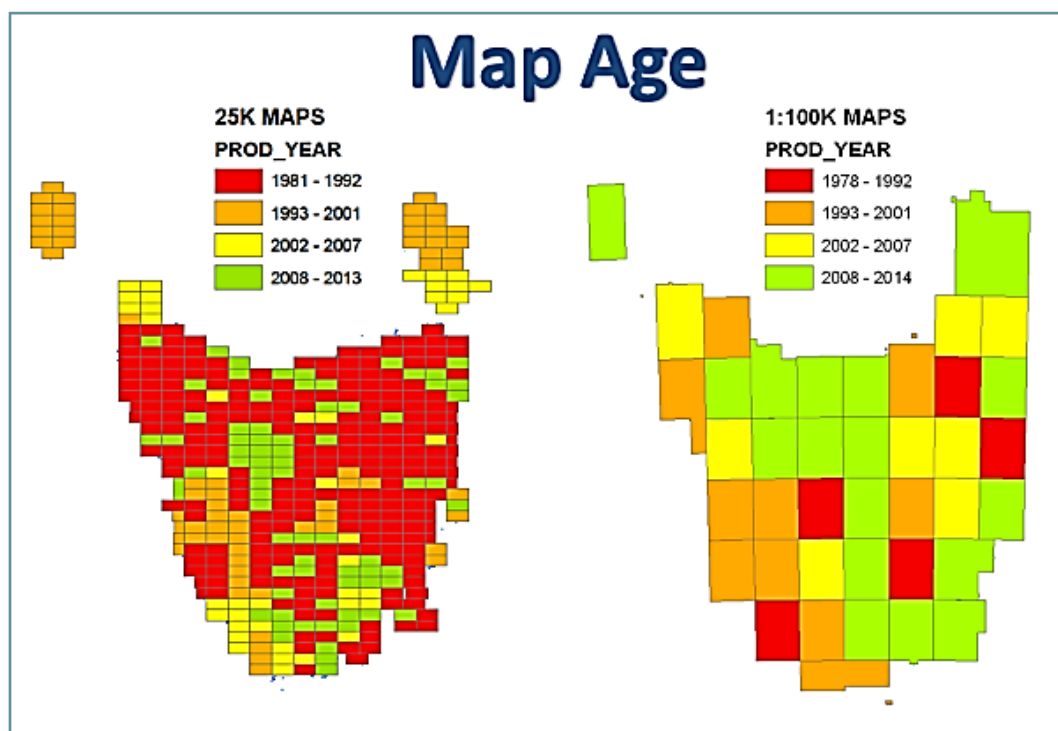 Map Age
25K MAPS
PROD_YEAR
1981 - 1992
1993 - 2001
2002 - 2007
2008 - 2013
1:100K MAPS
PROD_YEAR
1978 - 1992
1993 - 2001
2002 - 2007
2008 - 2014